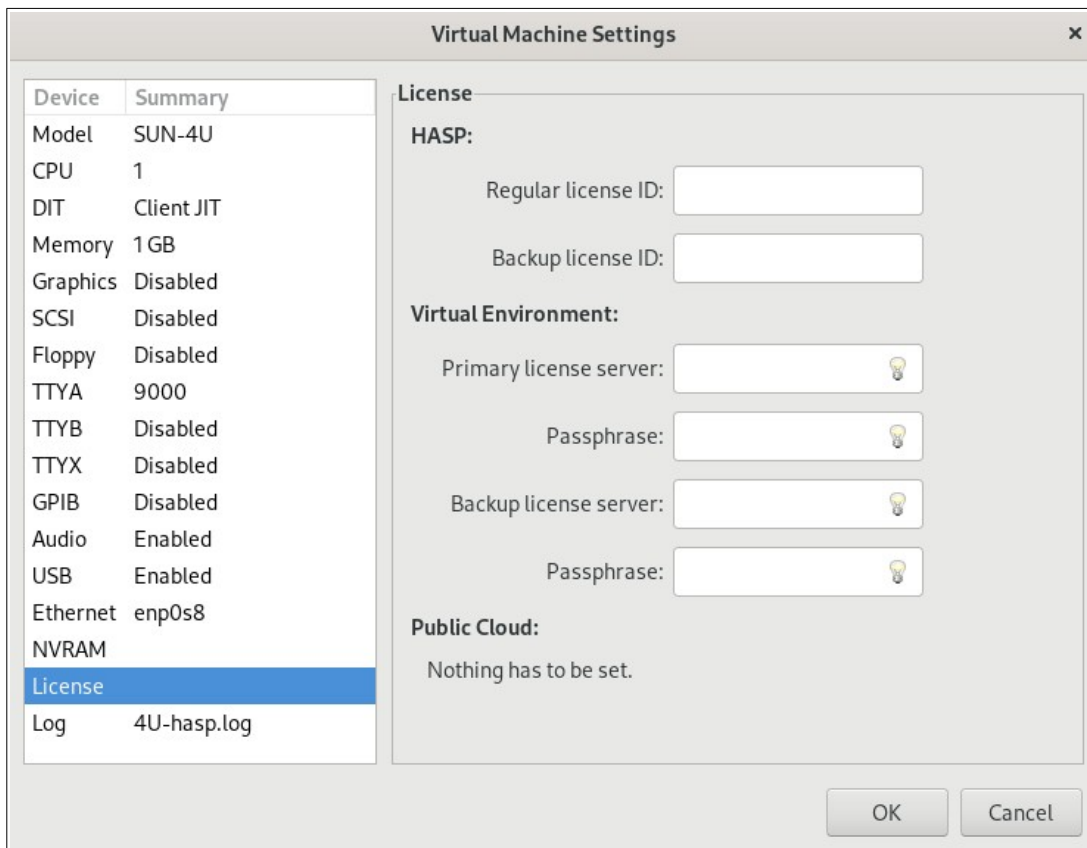 Virtual Machine Settings
Device Summary
Model SUN-4U
CPU 1
DIT Client JIT
Memory 1 GB
Graphics Disabled
SCSI Disabled
Floppy Disabled
TTYA 9000
TTYB Disabled
TTYX Disabled
GPIB Disabled
Audio Enabled
USB Enabled
Ethernet enp0s8
NVRAM
License
Log 4U-hasp.log
License
HASP:
Regular license ID:
Backup license ID:
Virtual Environment:
Primary license server:
Passphrase:
Backup license server:
Passphrase:
Public Cloud:
Nothing has to be set.
OK
Cancel